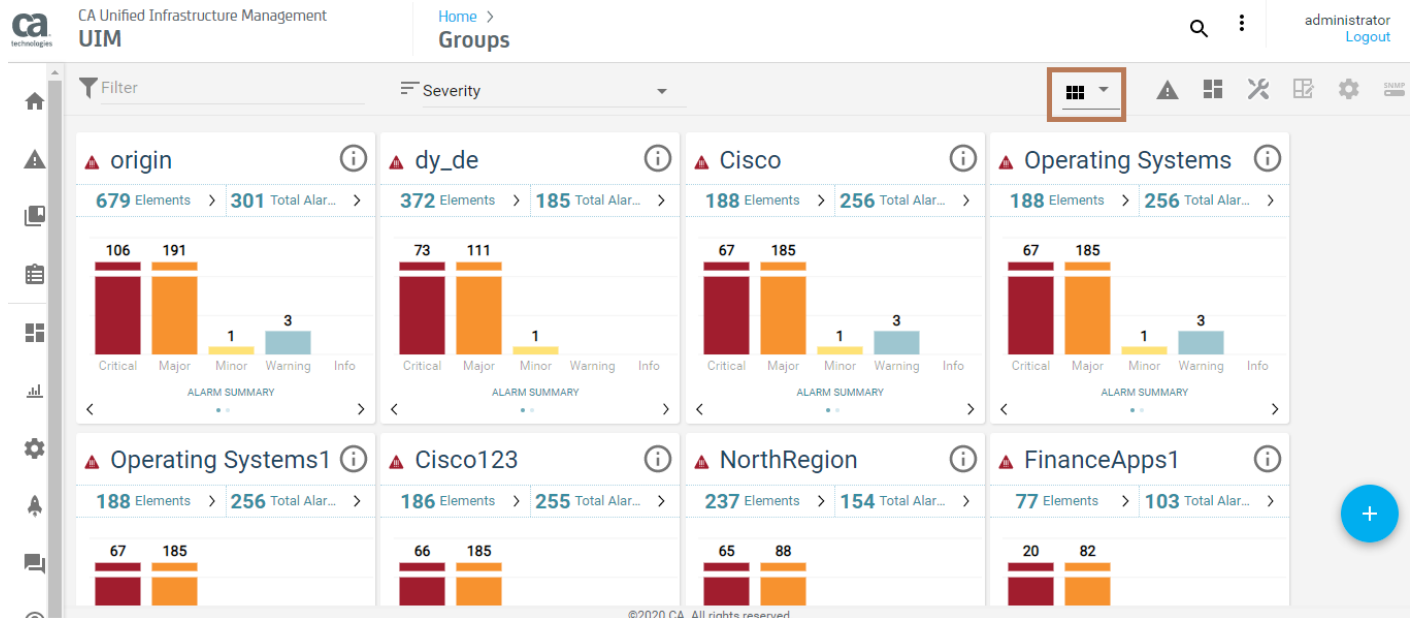 ca
technologies
CA Unified Infrastructure Management
UIM
Home >
Groups
administrator
Logout
Filter
Severity
SNMP
origin
679 Elements > 301 Total Alar... >
106 191 1 3
Critical Major Minor Warning Info
ALARM SUMMARY
dy_de
372 Elements > 185 Total Alar... >
73 111 1
Critical Major Minor Warning Info
ALARM SUMMARY
Cisco
188 Elements > 256 Total Alar... >
67 185 1 3
Critical Major Minor Warning Info
ALARM SUMMARY
Operating Systems
188 Elements > 256 Total Alar... >
67 185 1 3
Critical Major Minor Warning Info
ALARM SUMMARY
Operating Systems1
188 Elements > 256 Total Alar... >
67 185
Cisco123
186 Elements > 255 Total Alar... >
66 185
NorthRegion
237 Elements > 154 Total Alar... >
65 88
FinanceApps1
77 Elements > 103 Total Alar... >
20 82
©2020 CA. All rights reserved